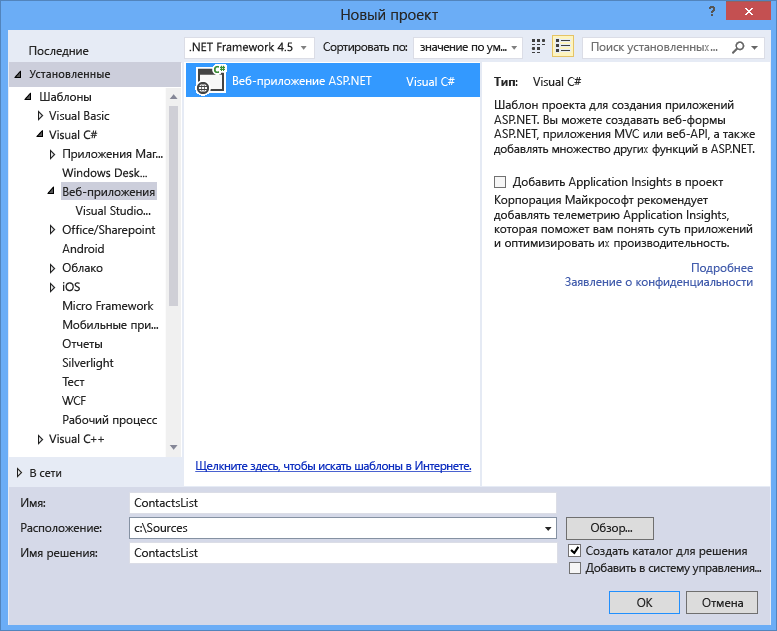 Новый проект
?
Последние
.NET Framework 4.5
Сортировать по:
значение по ум...
Поиск установленных...
Установленные
Шаблоны
Visual Basic
Visual C#
Приложения Маг...
Windows Desk...
Веб-приложения
Visual Studio...
Office/Sharepoint
Android
Облако
iOS
Micro Framework
Мобильные при...
Отчеты
Silverlight
Тест
WCF
Рабочий процесс
Visual C++
В сети
C#
Веб-приложение ASP.NET
Visual C#
Щелкните здесь, чтобы искать шаблоны в Интернете.
Тип: Visual C#
Шаблон проекта для создания приложений
ASP.NET. Вы можете создавать веб-формы
ASP.NET, приложения MVC или веб-API, а также
добавлять множество других функций в ASP.NET.
Добавить Application Insights в проект
Корпорация Майкрософт рекомендует
добавлять телеметрию Application Insights,
которая поможет вам понять суть приложений
и оптимизировать их производительность.
Подробнее
Заявление о конфиденциальности
Имя:
ContactsList
Расположение:
c:\Sources
Обзор...
Имя решения:
ContactsList
Создать каталог для решения
Добавить в систему управления...
OK
Отмена